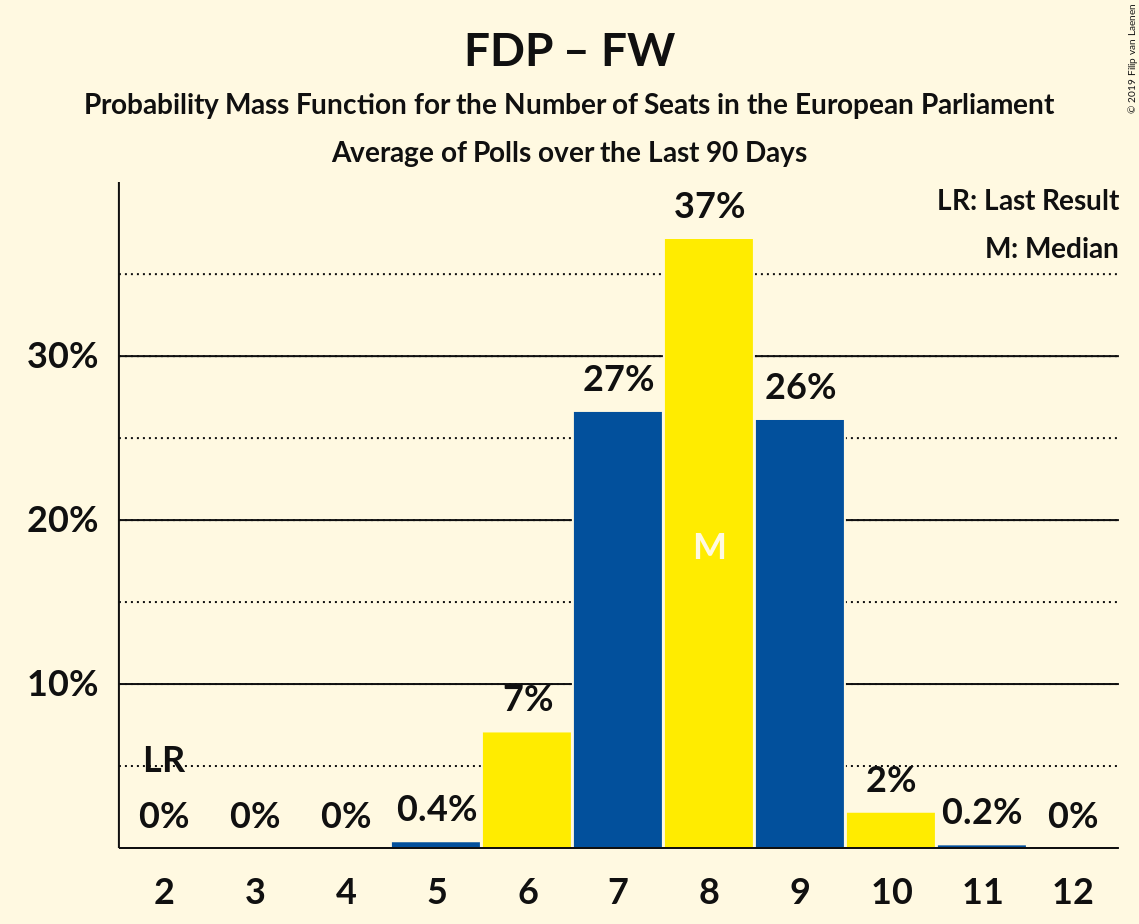 FDP – FW
Probability Mass Function for the Number of Seats in the European Parliament
Average of Polls over the Last 90 Days
© 2019 Filip van Laenen
LR: Last Result
M: Median
37%
30%
27%
26%
20%
M
10%
7%
LR
2%
0%
0%
0%
0.4%
0.2%
0%
2 3 4 5 6 7 8 9 10 11 12